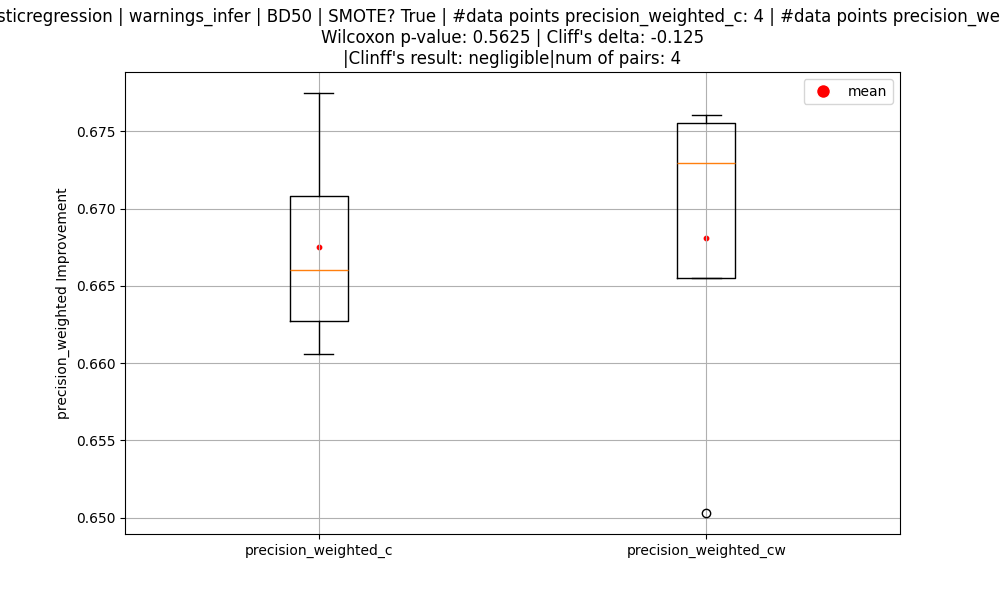 sticregression | warnings_infer | BD50 | SMOTE? True | #data points precision_weighted_c: 4 | #data points precision_we
Wilcoxon p-value: 0.5625 | Cliff's delta: -0.125
|Clinff's result: negligible|num of pairs: 4
mean
0.675
0.670
0.665
0.660
0.655
0.650
precision_weighted Improvement
precision_weighted_c
precision_weighted_cw